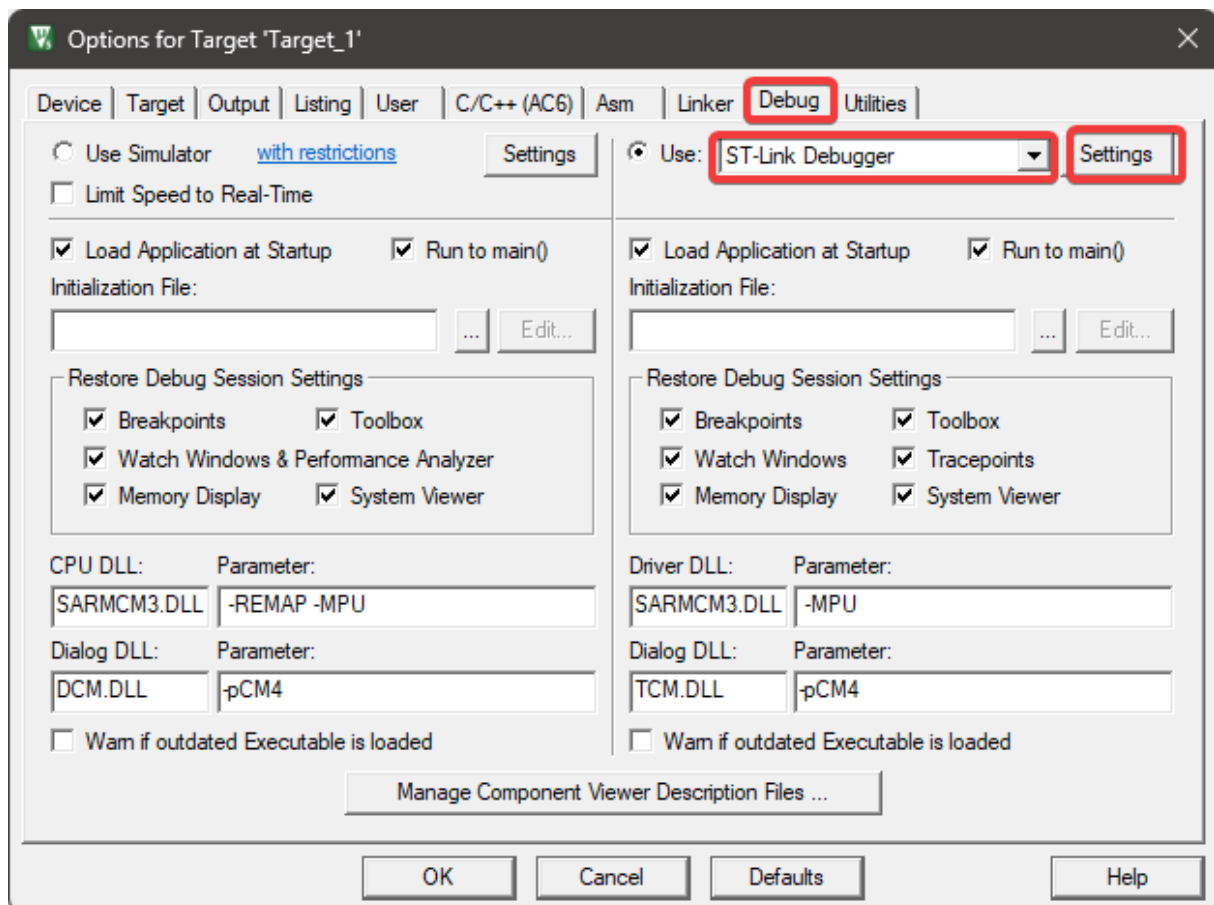 Options for Target 'Target_1'
Device Target Output Listing User C/C++ (AC6) Asm Linker Debug Utilities
Use Simulator with restrictions Settings Use: ST-Link Debugger Settings
Limit Speed to Real-Time
Load Application at Startup Run to main() Load Application at Startup Run to main()
Initialization File: Initialization File:
... Edit... ... Edit...
Restore Debug Session Settings Restore Debug Session Settings
Breakpoints Toolbox Breakpoints Toolbox
Watch Windows & Performance Analyzer Watch Windows Tracepoints
Memory Display System Viewer Memory Display System Viewer
CPU DLL: Parameter: Driver DLL: Parameter:
SARMCM3.DLL -REMAP -MPU SARMCM3.DLL -MPU
Dialog DLL: Parameter: Dialog DLL: Parameter:
DCM.DLL -pCM4 TCM.DLL -pCM4
Warn if outdated Executable is loaded Warn if outdated Executable is loaded
Manage Component Viewer Description Files ...
OK Cancel Defaults Help